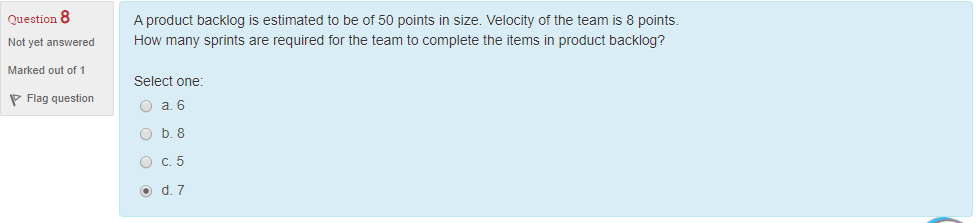 Question 8
Not yet answered
Marked out of 1
Flag question
A product backlog is estimated to be of 50 points in size. Velocity of the team is 8 points.
How many sprints are required for the team to complete the items in product backlog?
Select one:
a. 6
b. 8
c. 5
d. 7